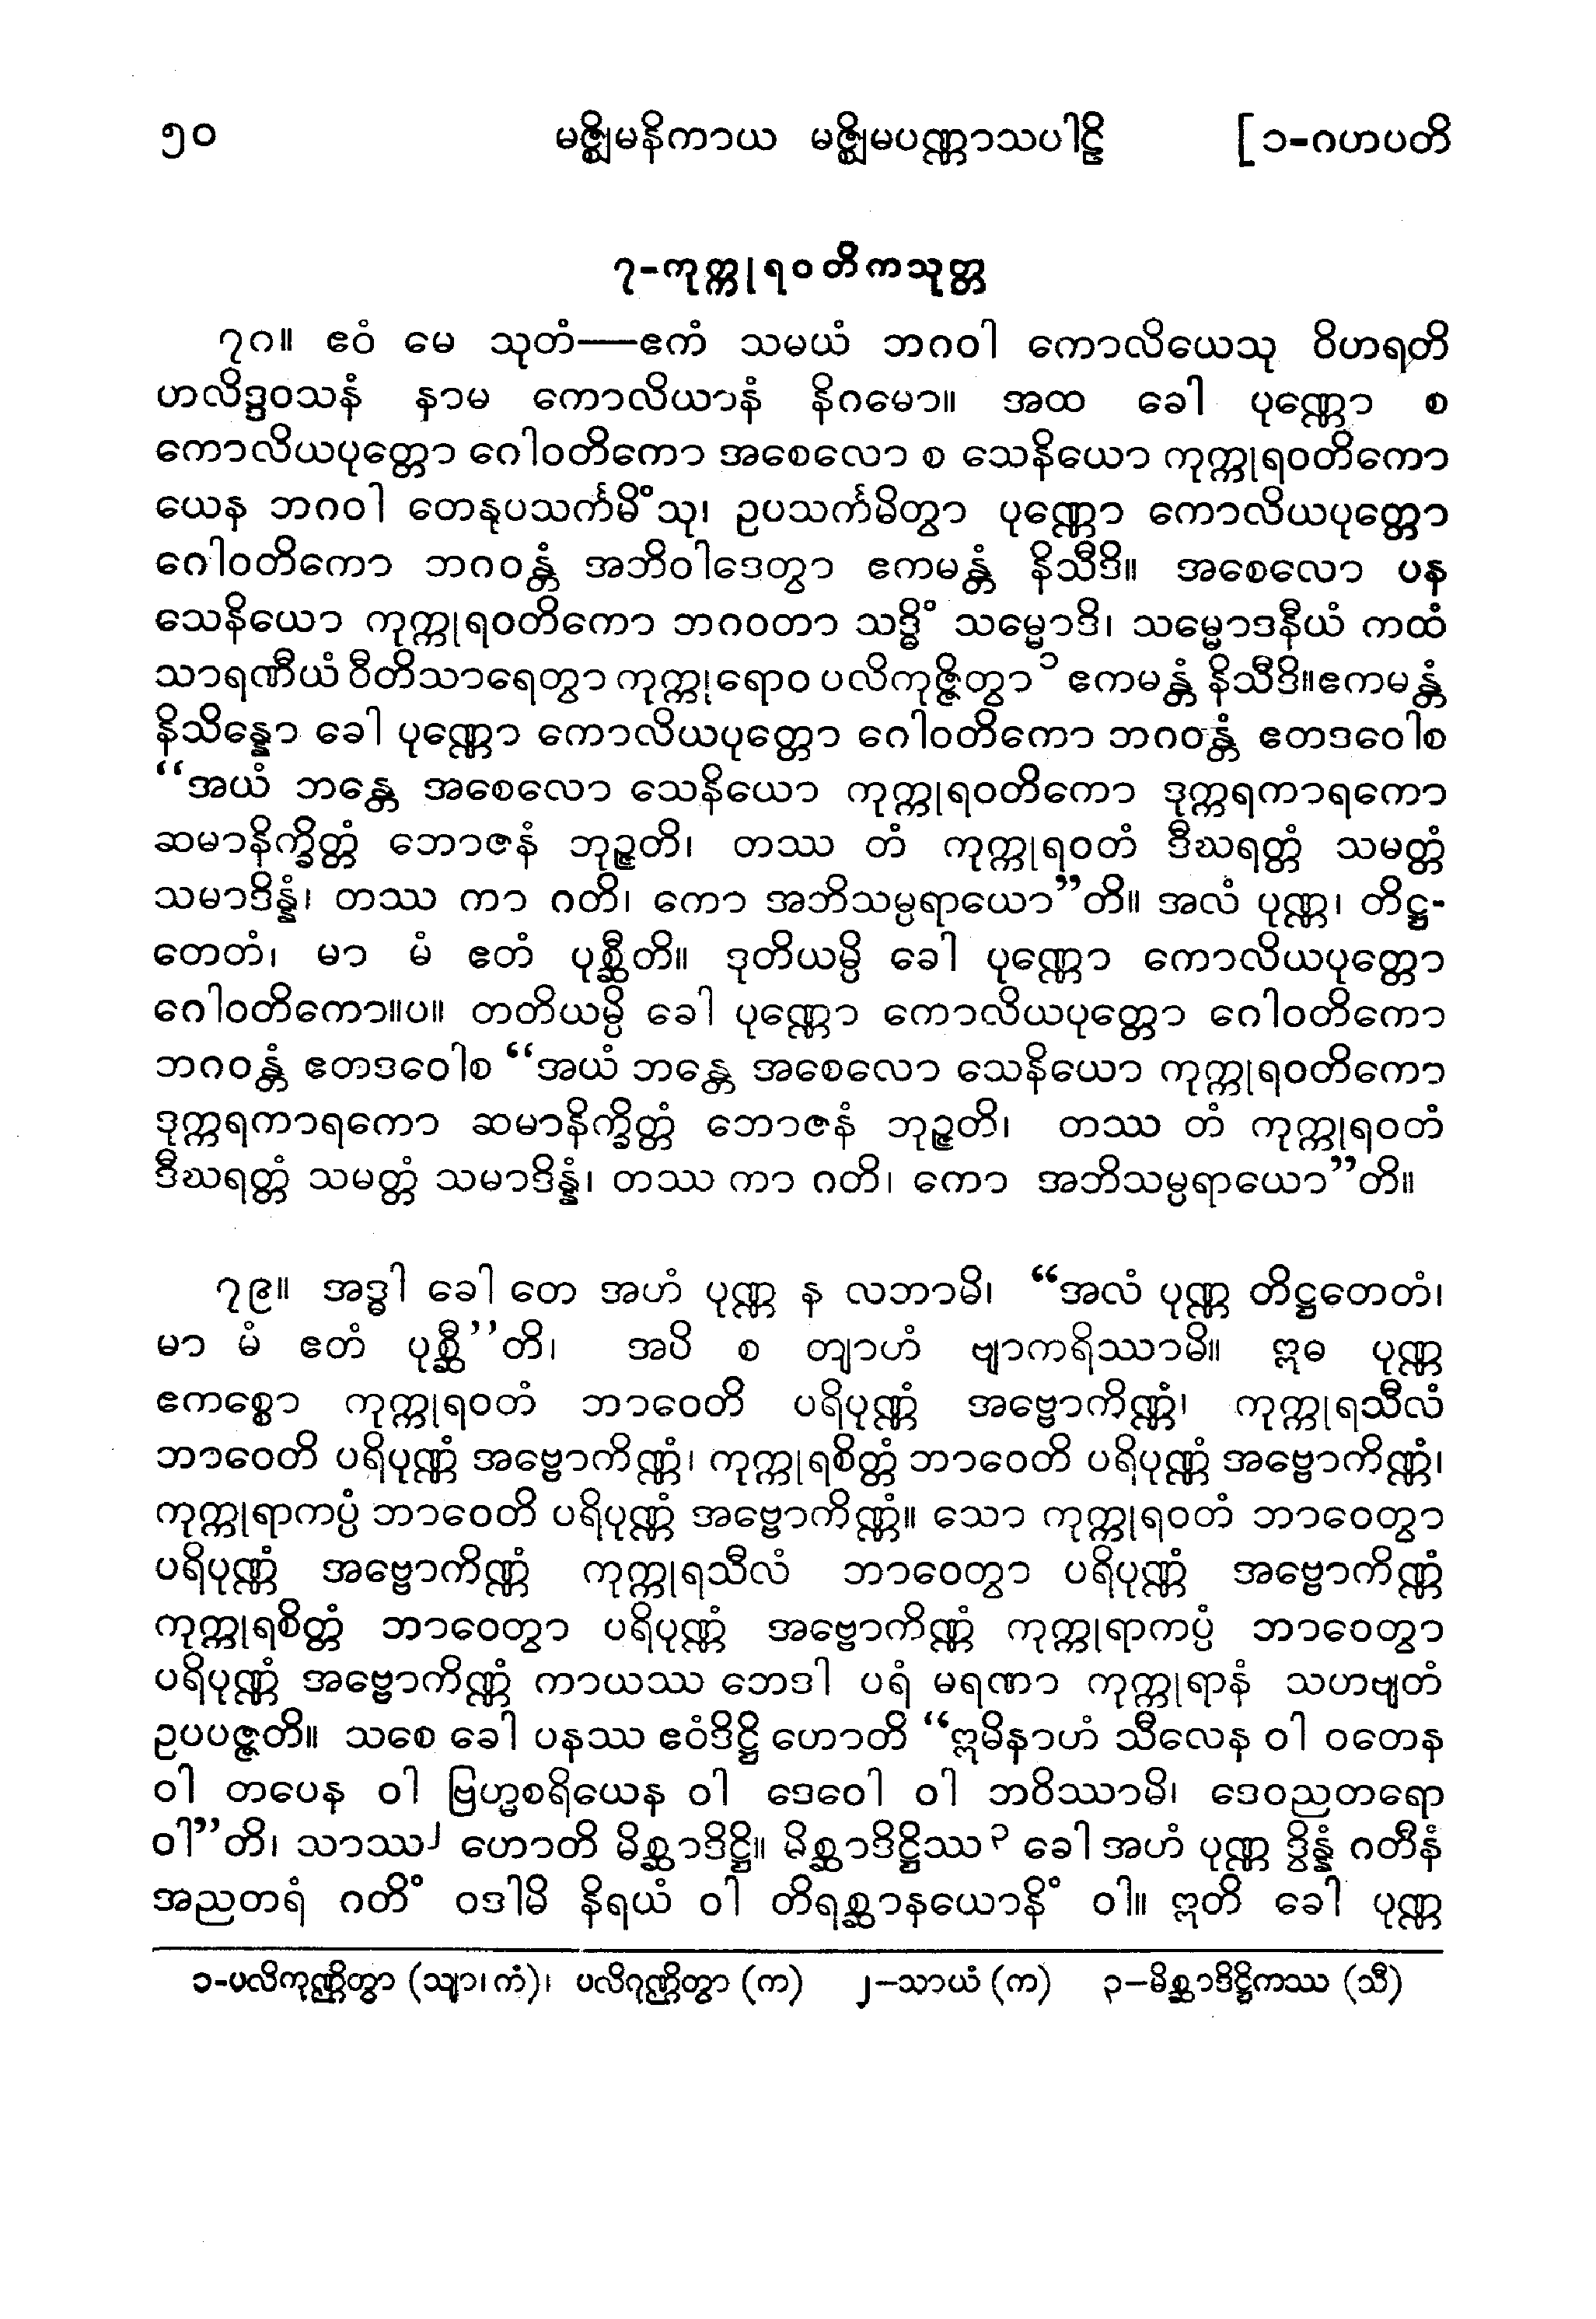 ၅၀ မဇ္ဈိမနိကာယ မဇ္ဈိမပဏ္ဏာသပါဠိ [ ၁-ဂဟပတိ
၇-ကုက္ကုရဝတိကသုတ္တ
၇၈။ ဧဝံ မေ သုတံ—ဧကံ သမယံ ဘဂဝါ ကောလိယေသု ဝိဟရတိ
ဟလိဒ္ဒဝသနံ နာမ ကောလိယာနံ နိဂမော။ အထ ခေါ ပုဏ္ဏော စ
ကောလိယပုတ္တော ဂေါဝတိကော အစေလော စ သေနိယော ကုက္ကုရဝတိကော
ယေန ဘဂဝါ တေနုပသင်္ကမိံသု၊ ဥပသင်္ကမိတွာ ပုဏ္ဏော ကောလိယပုတ္တော
ဂေါဝတိကော ဘဂဝန္တံ အဘိဝါဒေတွာ ဧကမန္တံ နိသီဒိ။ အစေလော ပန
သေနိယော ကုက္ကုရဝတိကော ဘဂဝတာ သဒ္ဓိံ သမ္မောဒိ၊ သမ္မောဒနီယံ ကထံ
သာရဏီယံ ဝီတိသာရေတွာ ကုက္ကုရောဝ ပလိကုဇ္ဇိတွာ ၁ ဧကမန္တံ နိသီဒိ။ဧကမန္တံ
နိသိန္နော ခေါ ပုဏ္ဏော ကောလိယပုတ္တော ဂေါဝတိကော ဘဂဝန္တံ ဧတဒဝေါစ
“အယံ ဘန္တေ အစေလော သေနိယော ကုက္ကုရဝတိကော ဒုက္ကရကာရကော
ဆမာနိက္ခိတ္တံ ဘောဇနံ ဘုဉ္ဇတိ၊ တဿ တံ ကုက္ကုရဝတံ ဒီဃရတ္တံ သမတ္တံ
သမာဒိန္နံ၊ တဿ ကာ ဂတိ၊ ကော အဘိသမ္ပရာယော”တိ။ အလံ ပုဏ္ဏ၊ တိဋ္ဌ-
တေတံ၊ မာ မံ ဧတံ ပုစ္ဆီတိ။ ဒုတိယမ္ပိ ခေါ ပုဏ္ဏော ကောလိယပုတ္တော
ဂေါဝတိကော။ပ။ တတိယမ္ပိ ခေါ ပုဏ္ဏော ကောလိယပုတ္တော ဂေါဝတိကော
ဘဂဝန္တံ ဧတဒဝေါစ “အယံ ဘန္တေ အစေလော သေနိယော ကုက္ကုရဝတိကော
ဒုက္ကရကာရကော ဆမာနိက္ခိတ္တံ ဘောဇနံ ဘုဉ္ဇတိ၊ တဿ တံ ကုက္ကုရဝတံ
ဒီဃရတ္တံ သမတ္တံ သမာဒိန္နံ၊ တဿ ကာ ဂတိ၊ ကော အဘိသမ္ပရာယော”တိ။
၇၉။ အဒ္ဓါ ခေါ တေ အဟံ ပုဏ္ဏ န လဘာမိ၊ “အလံ ပုဏ္ဏ တိဋ္ဌတေတံ၊
မာ မံ ဧတံ ပုစ္ဆီ”တိ၊ အပိ စ တျာဟံ ဗျာကရိဿာမိ။ ဣဓ ပုဏ္ဏ
ဧကစ္စော ကုက္ကုရဝတံ ဘာဝေတိ ပရိပုဏ္ဏံ အဗ္ဗောကိဏ္ဏံ၊ ကုက္ကုရသီလံ
ဘာဝေတိ ပရိပုဏ္ဏံ အဗ္ဗောကိဏ္ဏံ၊ ကုက္ကုရစိတ္တံ ဘာဝေတိ ပရိပုဏ္ဏံ အဗ္ဗောကိဏ္ဏံ၊
ကုက္ကုရာကပ္ပံ ဘာဝေတိ ပရိပုဏ္ဏံ အဗ္ဗောကိဏ္ဏံ။ သော ကုက္ကုရဝတံ ဘာဝေတွာ
ပရိပုဏ္ဏံ အဗ္ဗောကိဏ္ဏံ ကုက္ကုရသီလံ ဘာဝေတွာ ပရိပုဏ္ဏံ အဗ္ဗောကိဏ္ဏံ
ကုက္ကုရစိတ္တံ ဘာဝေတွာ ပရိပုဏ္ဏံ အဗ္ဗောကိဏ္ဏံ ကုက္ကုရာကပ္ပံ ဘာဝေတွာ
ပရိပုဏ္ဏံ အဗ္ဗောကိဏ္ဏံ ကာယဿ ဘေဒါ ပရံ မရဏာ ကုက္ကုရာနံ သဟဗျတံ
ဥပပဇ္ဇတိ။ သစေ ခေါ ပနဿ ဧဝံဒိဋ္ဌိ ဟောတိ “ဣမိနာဟံ သီလေန ဝါ ဝတေန
ဝါ တပေန ဝါ ဗြဟ္မစရိယေန ဝါ ဒေဝေါ ဝါ ဘဝိဿာမိ၊ ဒေဝညတရော
ဝါ”တိ၊ သာဿ၂ ဟောတိ မိစ္ဆာဒိဋ္ဌိ။ မိစ္ဆာဒိဋ္ဌိဿ ၃ ခေါ အဟံ ပုဏ္ဏ ဒွိန္နံ ဂတီနံ
အညတရံ ဂတိံ ဝဒါမိ နိရယံ ဝါ တိရစ္ဆာနယောနိံ ဝါ။ ဣတိ ခေါ ပုဏ္ဏ
၁-ပလိကုဏ္ဌိတွာ (သျာ၊ကံ)၊ ပလိဂုဏ္ဌိတွာ (က) ၂–သာယံ (က) ၃–မိစ္ဆာဒိဋ္ဌိကဿ (သီ)